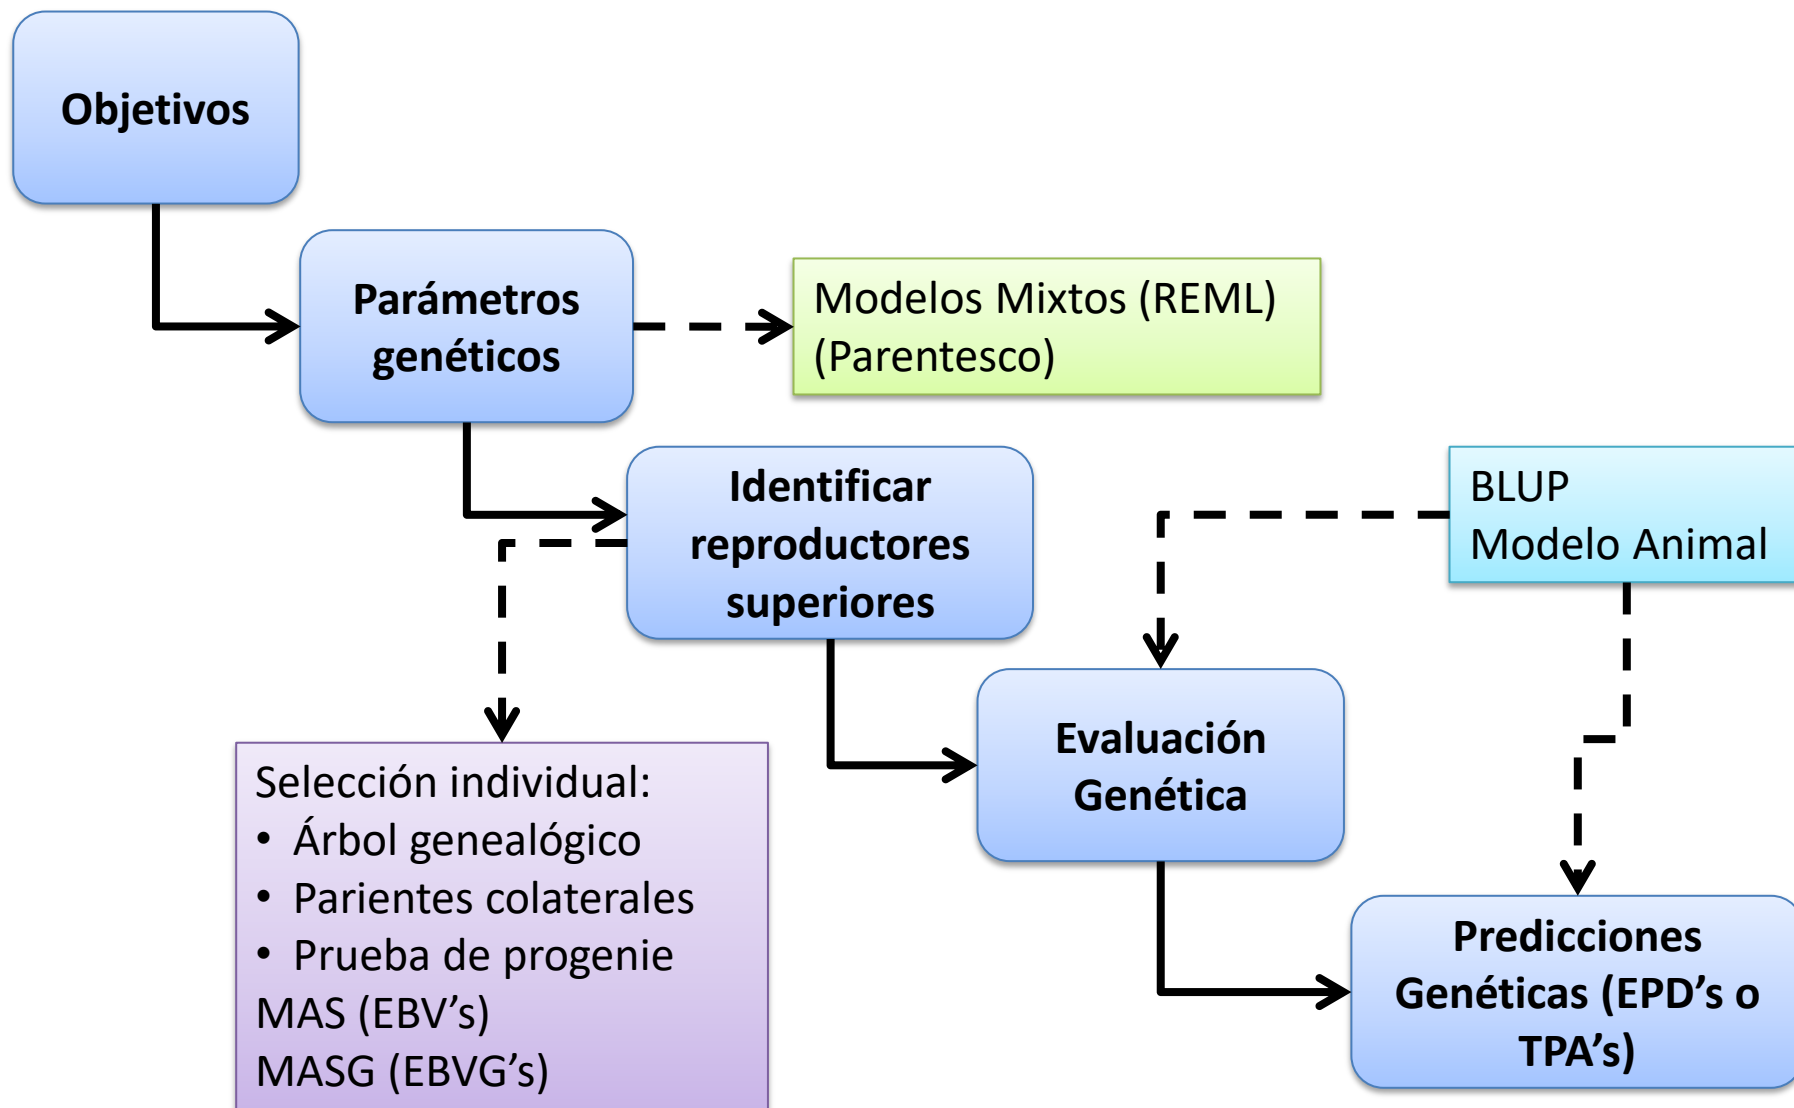 Objetivos
Parámetros
genéticos
Modelos Mixtos (REML)
(Parentesco)
Identificar
reproductores
superiores
BLUP
Modelo Animal
Evaluación
Genética
Selección individual:
• Árbol genealógico
• Parientes colaterales
• Prueba de progenie
MAS (EBV’s)
MASG (EBVG’s)
Predicciones
Genéticas (EPD’s o
TPA’s)